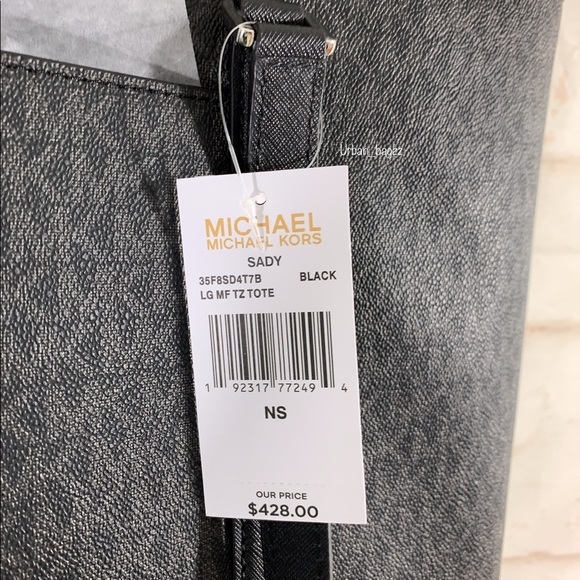 Urban_bagzz
MICHAEL
MICHAEL KORS
SADY
35F8SD4T7B BLACK
LG MF TZ TOTE
1 92317 77249 4
NS
OUR PRICE
$428.00